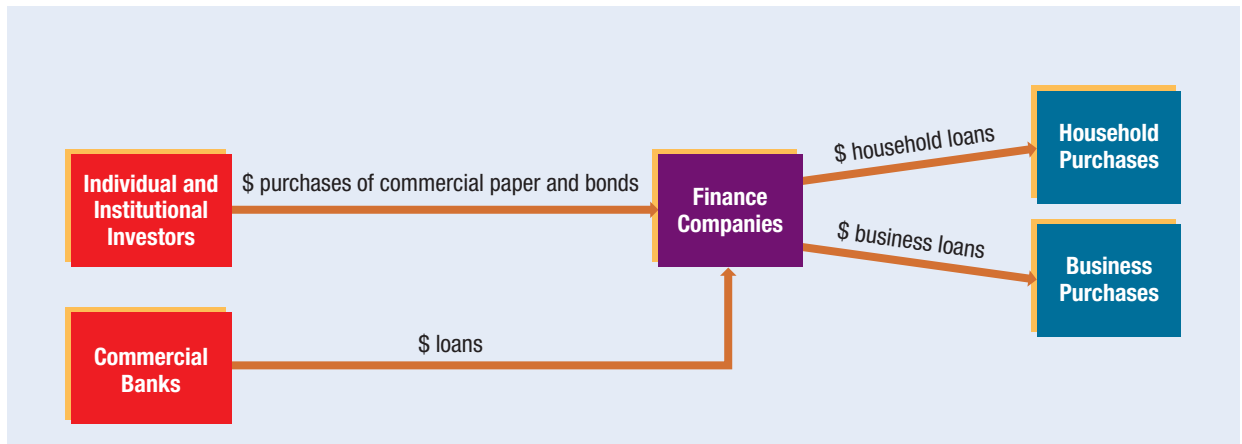 Individual and
Institutional
Investors
$ purchases of commercial paper and bonds
Finance
Companies
$ household loans
Household
Purchases
$ business loans
Business
Purchases
Commercial
Banks
$ loans